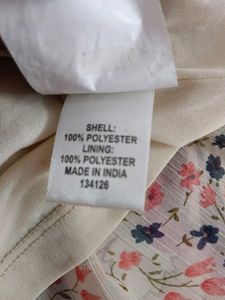 SHELL:
100% POLYESTER
LINING:
100% POLYESTER
MADE IN INDIA
134126